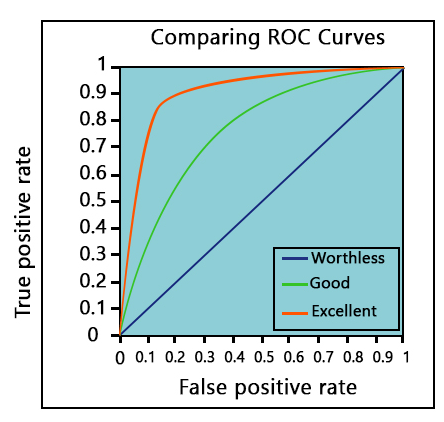 Comparing ROC Curves
True positive rate
1
0.9
0.8
0.7
0.6
0.5
0.4
0.3
0.2
0.1
0
Worthless
Good
Excellent
0 0.1 0.2 0.3 0.4 0.5 0.6 0.7 0.8 0.9 1
False positive rate